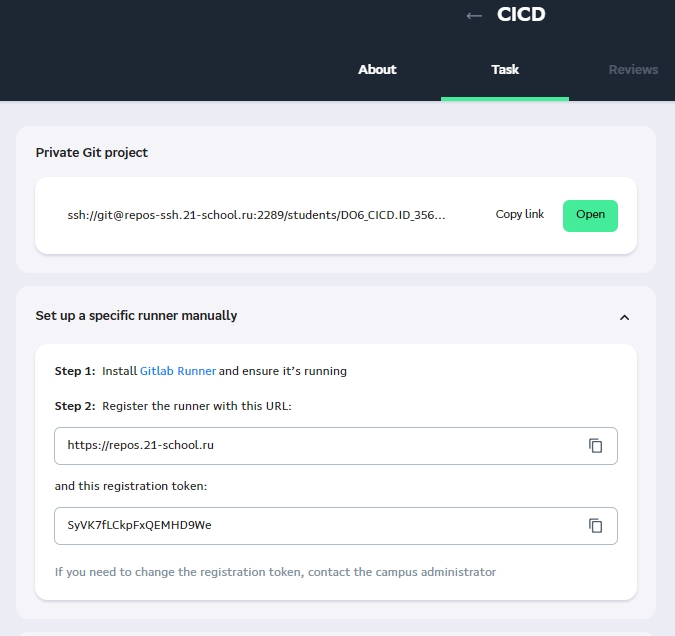 ← CICD
About Task Reviews
Private Git project
ssh://git@repos-ssh.21-school.ru:2289/students/DO6_CICD.ID_356... Copy link Open
Set up a specific runner manually
Step 1: Install Gitlab Runner and ensure it's running
Step 2: Register the runner with this URL:
https://repos.21-school.ru
and this registration token:
SyVK7fLCkpFxQEMHD9We
If you need to change the registration token, contact the campus administrator